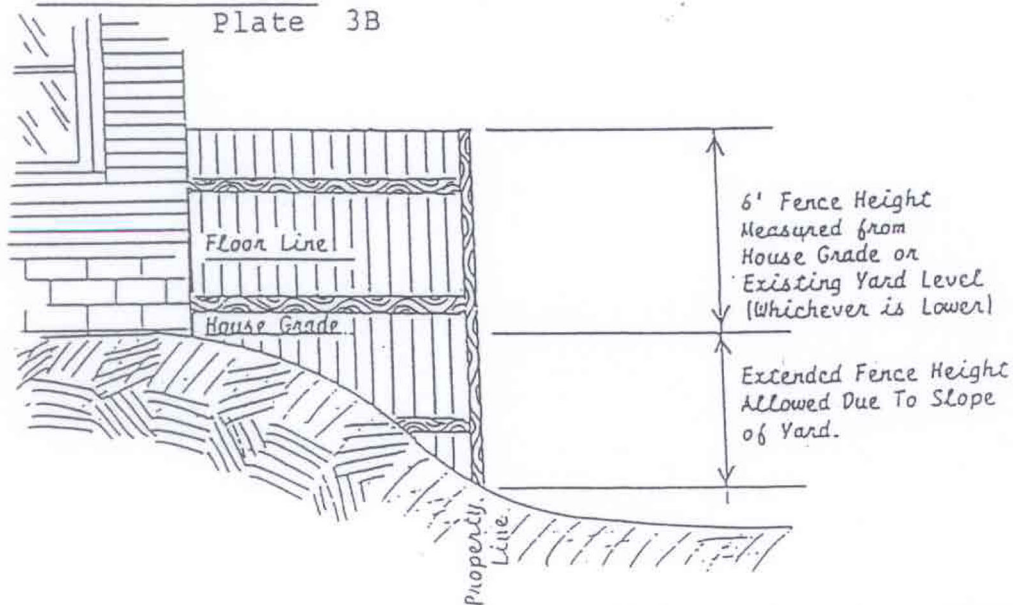 Plate 3B
6' Fence Height
Measured from
House Grade or
Existing Yard Level
(Whichever is Lower)
Floor Line
House Grade
Extended Fence Height
Allowed Due To Slope
of Yard.
Property
Line